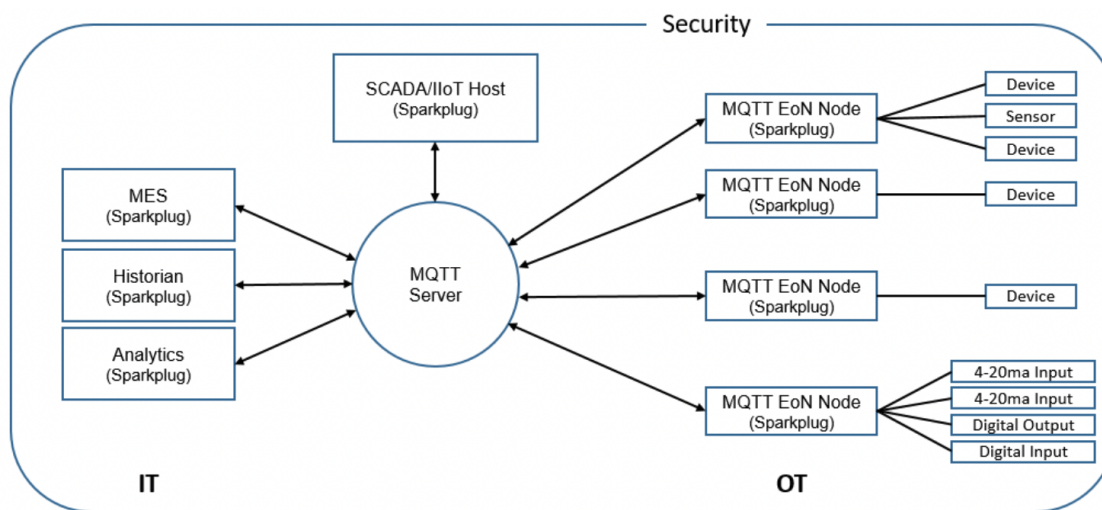 Security
SCADA/IIoT Host
(Sparkplug)
MES
(Sparkplug)
Historian
(Sparkplug)
Analytics
(Sparkplug)
MQTT
Server
MQTT EoN Node
(Sparkplug)
Device
Sensor
Device
MQTT EoN Node
(Sparkplug)
Device
MQTT EoN Node
(Sparkplug)
Device
MQTT EoN Node
(Sparkplug)
4-20ma Input
4-20ma Input
Digital Output
Digital Input
IT
OT